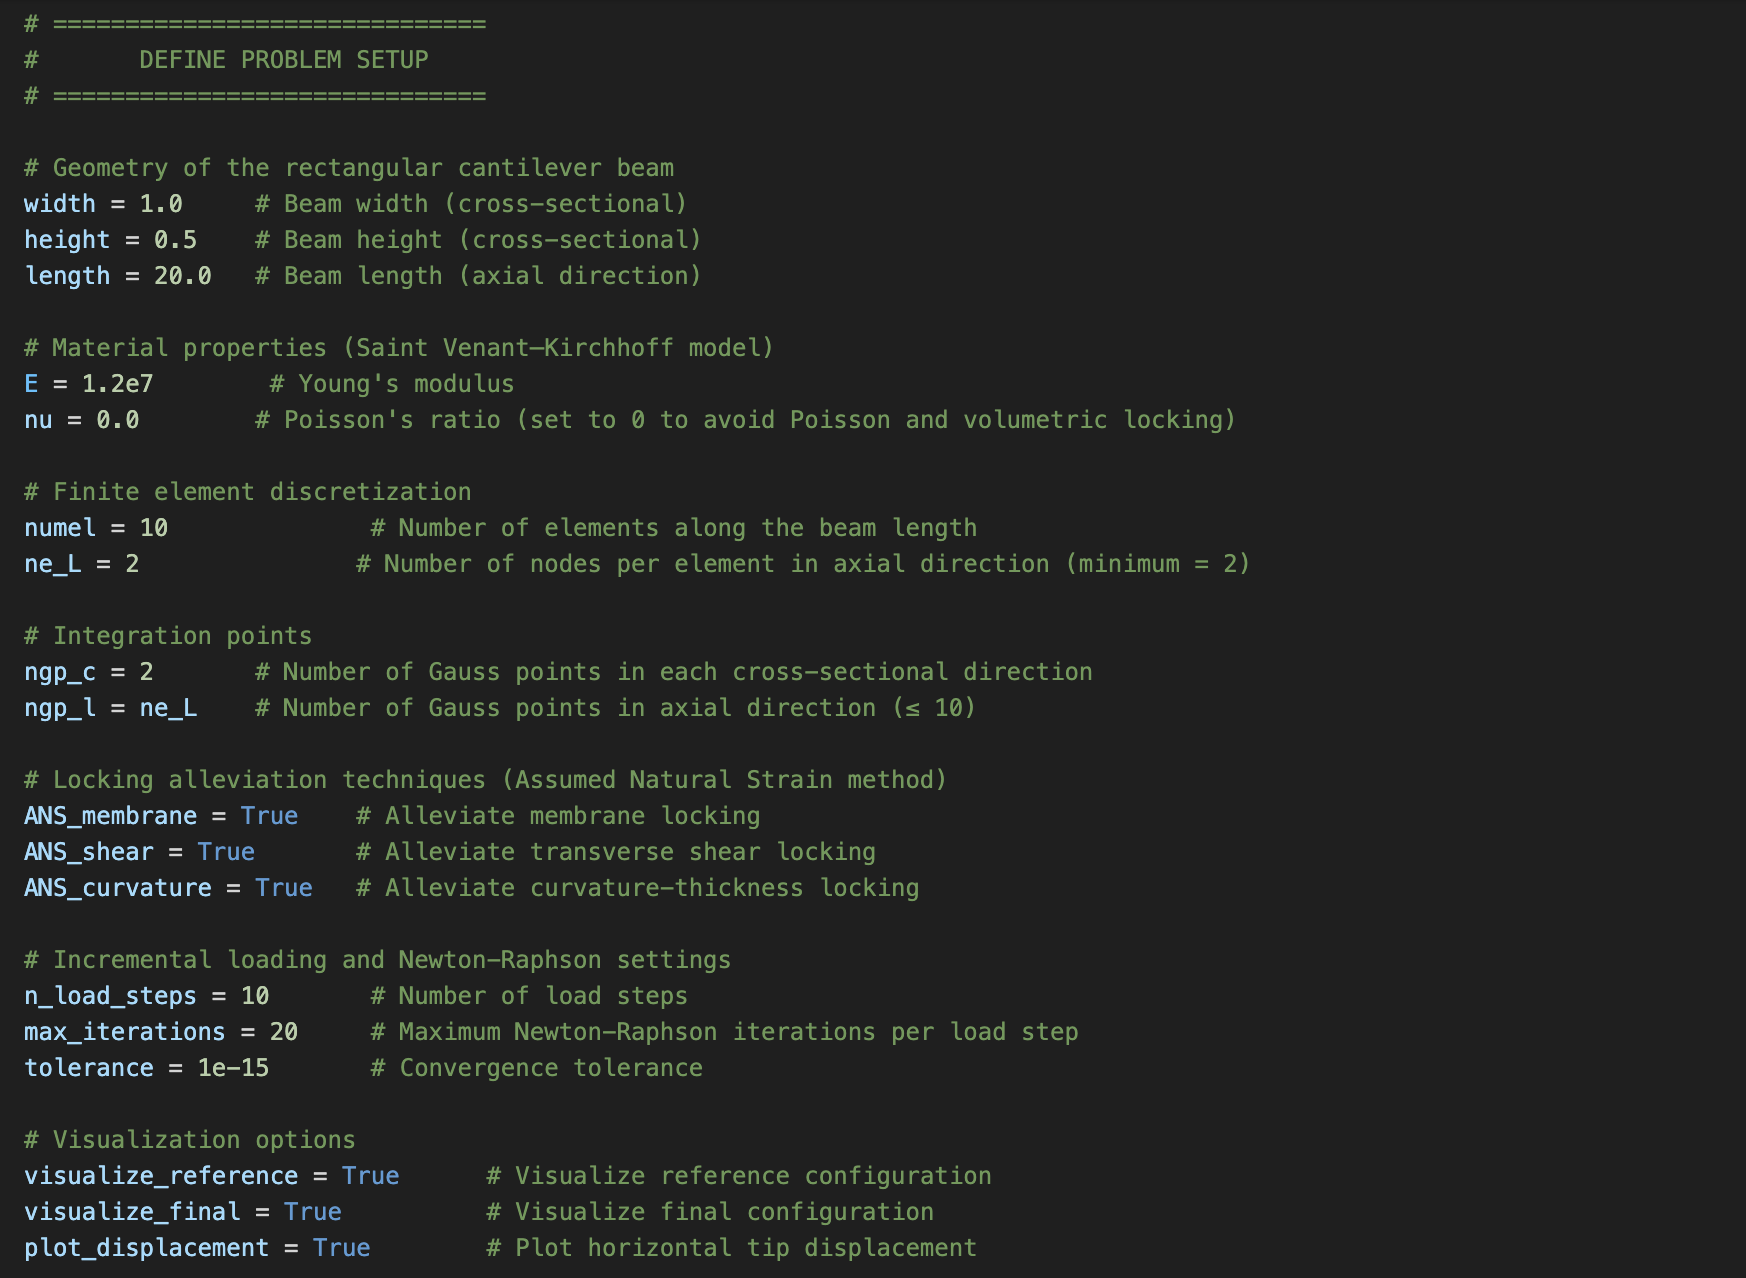 # ==============================
#       DEFINE PROBLEM SETUP
# ==============================

# Geometry of the rectangular cantilever beam
width = 1.0     # Beam width (cross-sectional)
height = 0.5    # Beam height (cross-sectional)
length = 20.0   # Beam length (axial direction)

# Material properties (Saint Venant–Kirchhoff model)
E = 1.2e7        # Young's modulus
nu = 0.0        # Poisson's ratio (set to 0 to avoid Poisson and volumetric locking)

# Finite element discretization
numel = 10              # Number of elements along the beam length
ne_L = 2               # Number of nodes per element in axial direction (minimum = 2)

# Integration points
ngp_c = 2       # Number of Gauss points in each cross-sectional direction
ngp_l = ne_L    # Number of Gauss points in axial direction (≤ 10)

# Locking alleviation techniques (Assumed Natural Strain method)
ANS_membrane = True    # Alleviate membrane locking
ANS_shear = True       # Alleviate transverse shear locking
ANS_curvature = True   # Alleviate curvature-thickness locking

# Incremental loading and Newton-Raphson settings
n_load_steps = 10       # Number of load steps
max_iterations = 20     # Maximum Newton-Raphson iterations per load step
tolerance = 1e-15       # Convergence tolerance

# Visualization options
visualize_reference = True      # Visualize reference configuration
visualize_final = True          # Visualize final configuration
plot_displacement = True        # Plot horizontal tip displacement